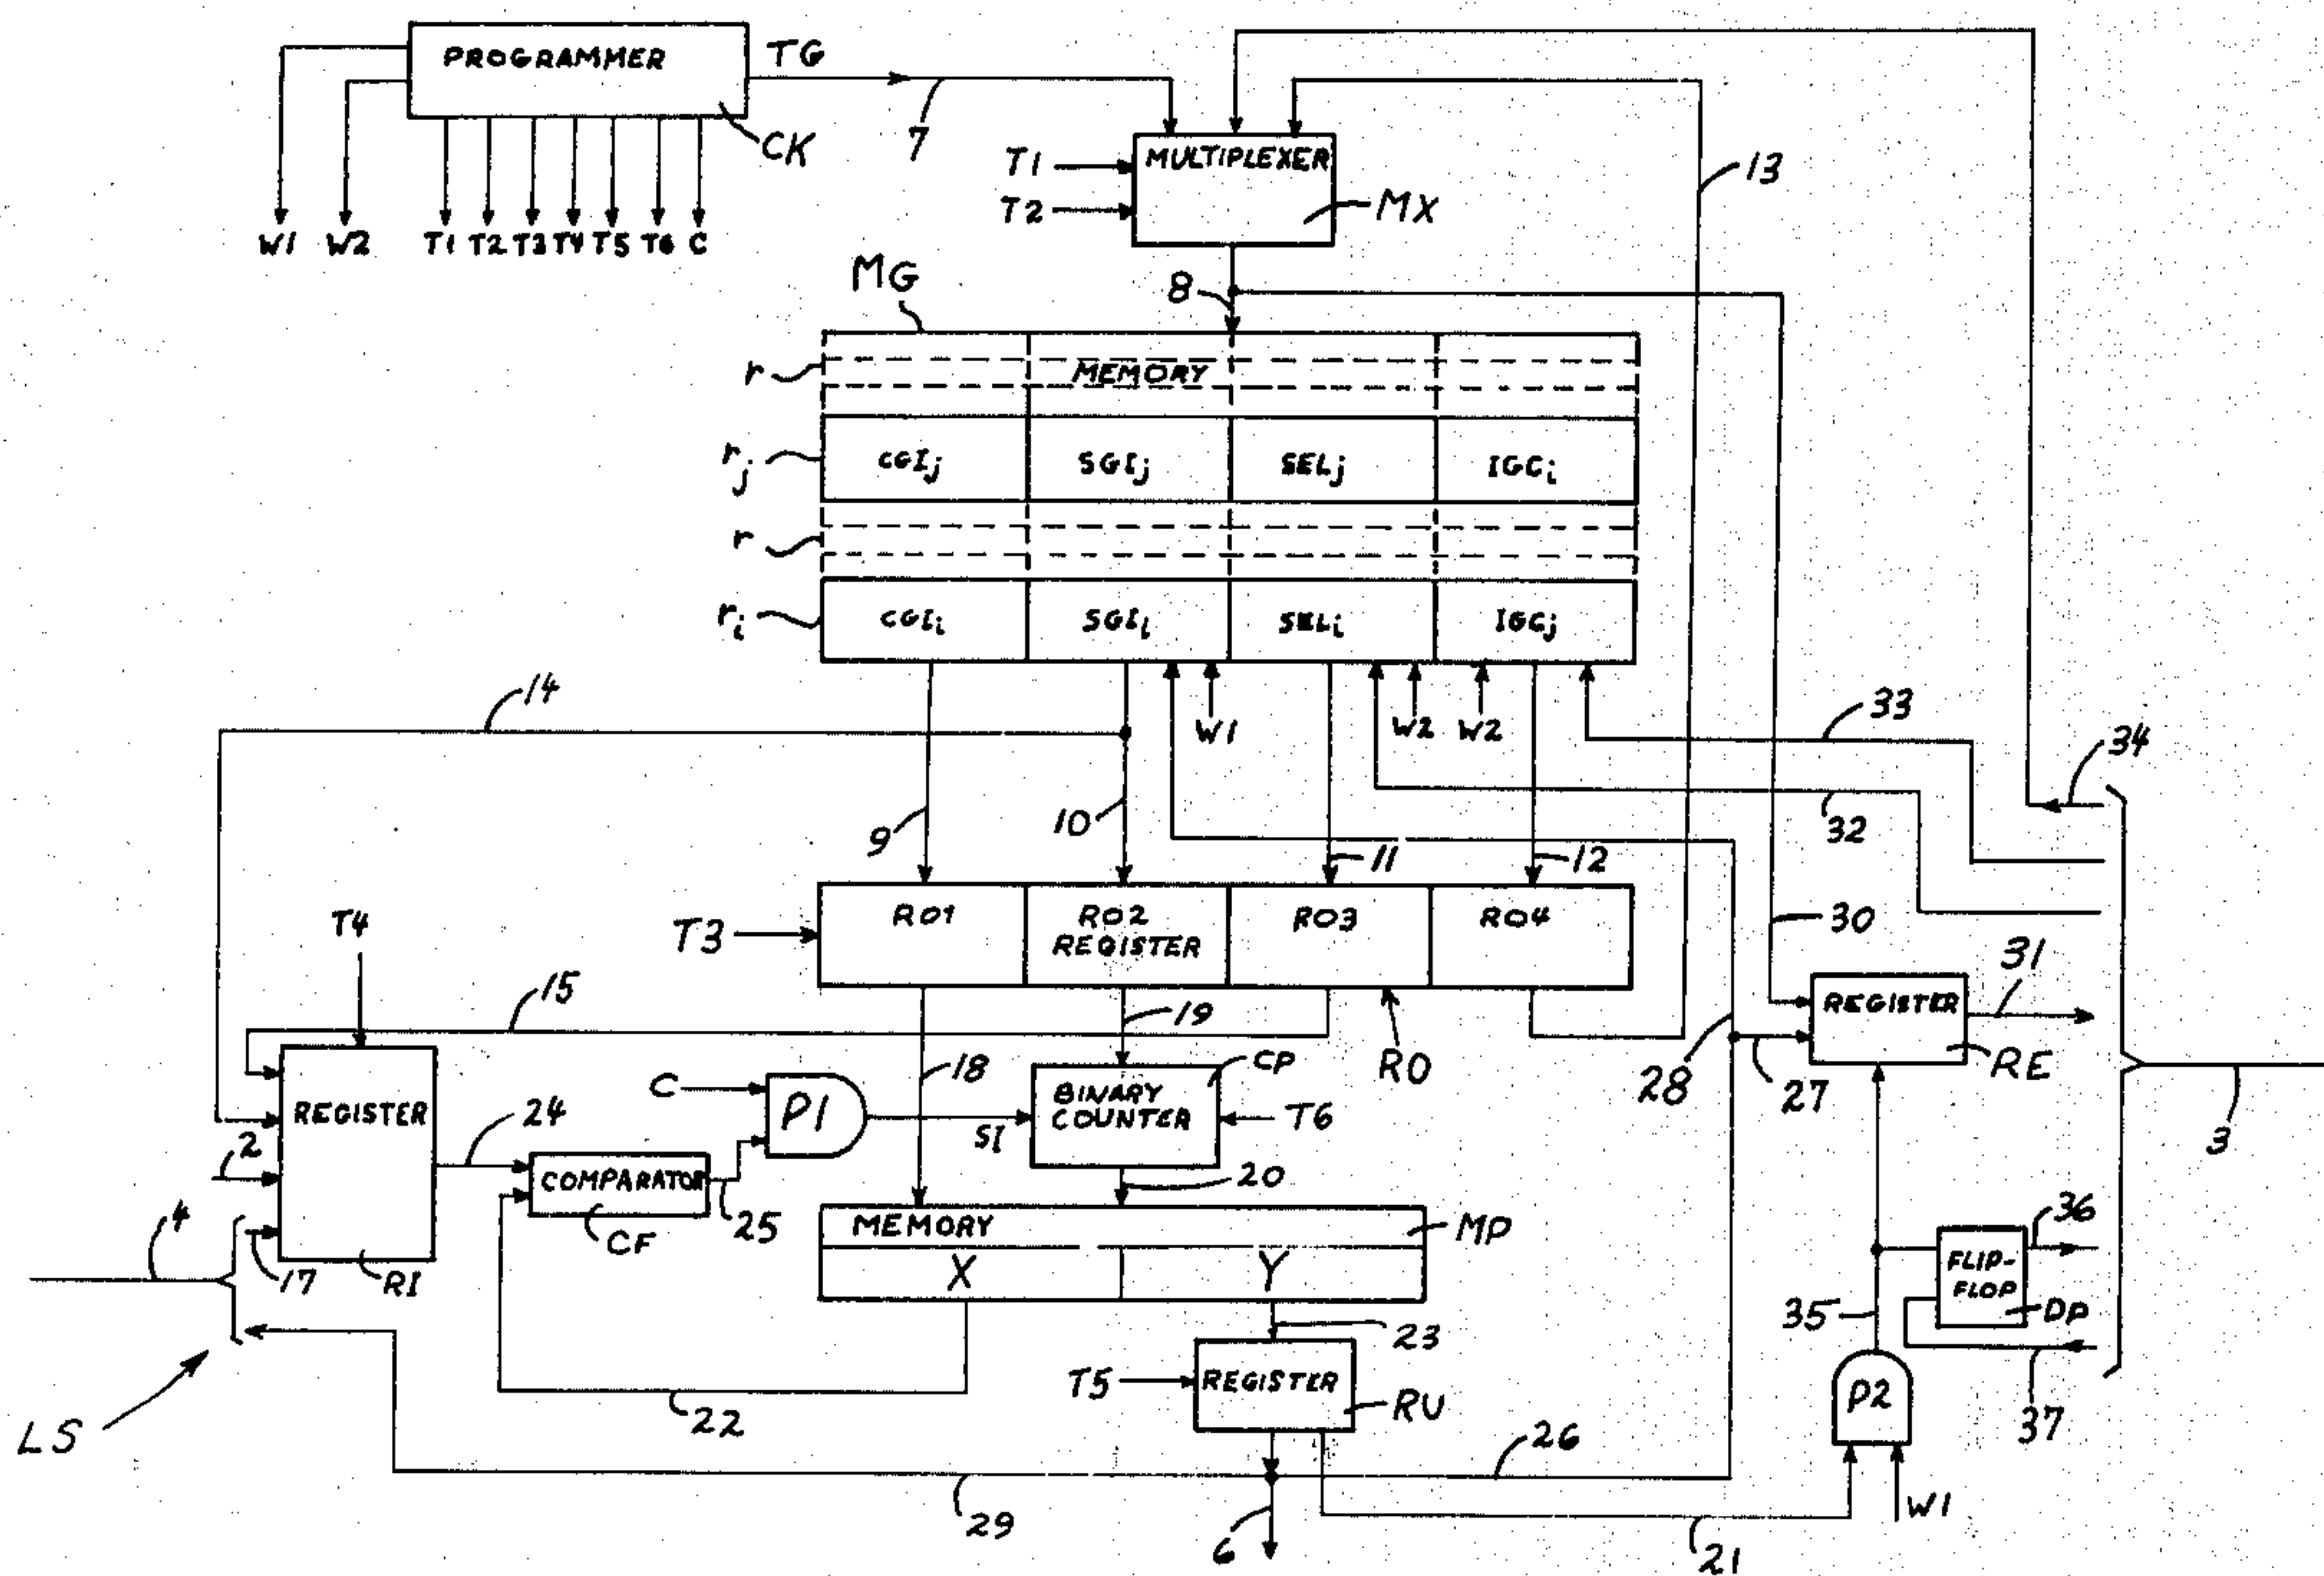 PROGRAMMER
TG
CK
7
W1 W2 T1 T2 T3 T4 T5 T6 C
T1
T2
MULTIPLEXER
MX
13
MG
8
r
MEMORY
rj
CGIj SGIj SELj IGCi
r
ri
CGIi SGIi SELi IGCj
14
W1
W2 W2
33
34
9
10
11
12
32
T4
T3
RO1
RO2
REGISTER
RO3
RO4
30
31
15
19
RO
REGISTER
RE
28
27
18
CP
C
P1
SI
BINARY
COUNTER
T6
3
REGISTER
24
2
COMPARATOR
CF
25
20
4
17
RI
MEMORY
MP
X
Y
36
FLIP-
FLOP
DP
35
23
37
T5
REGISTER
RU
P2
LS
22
26
29
6
21
W1